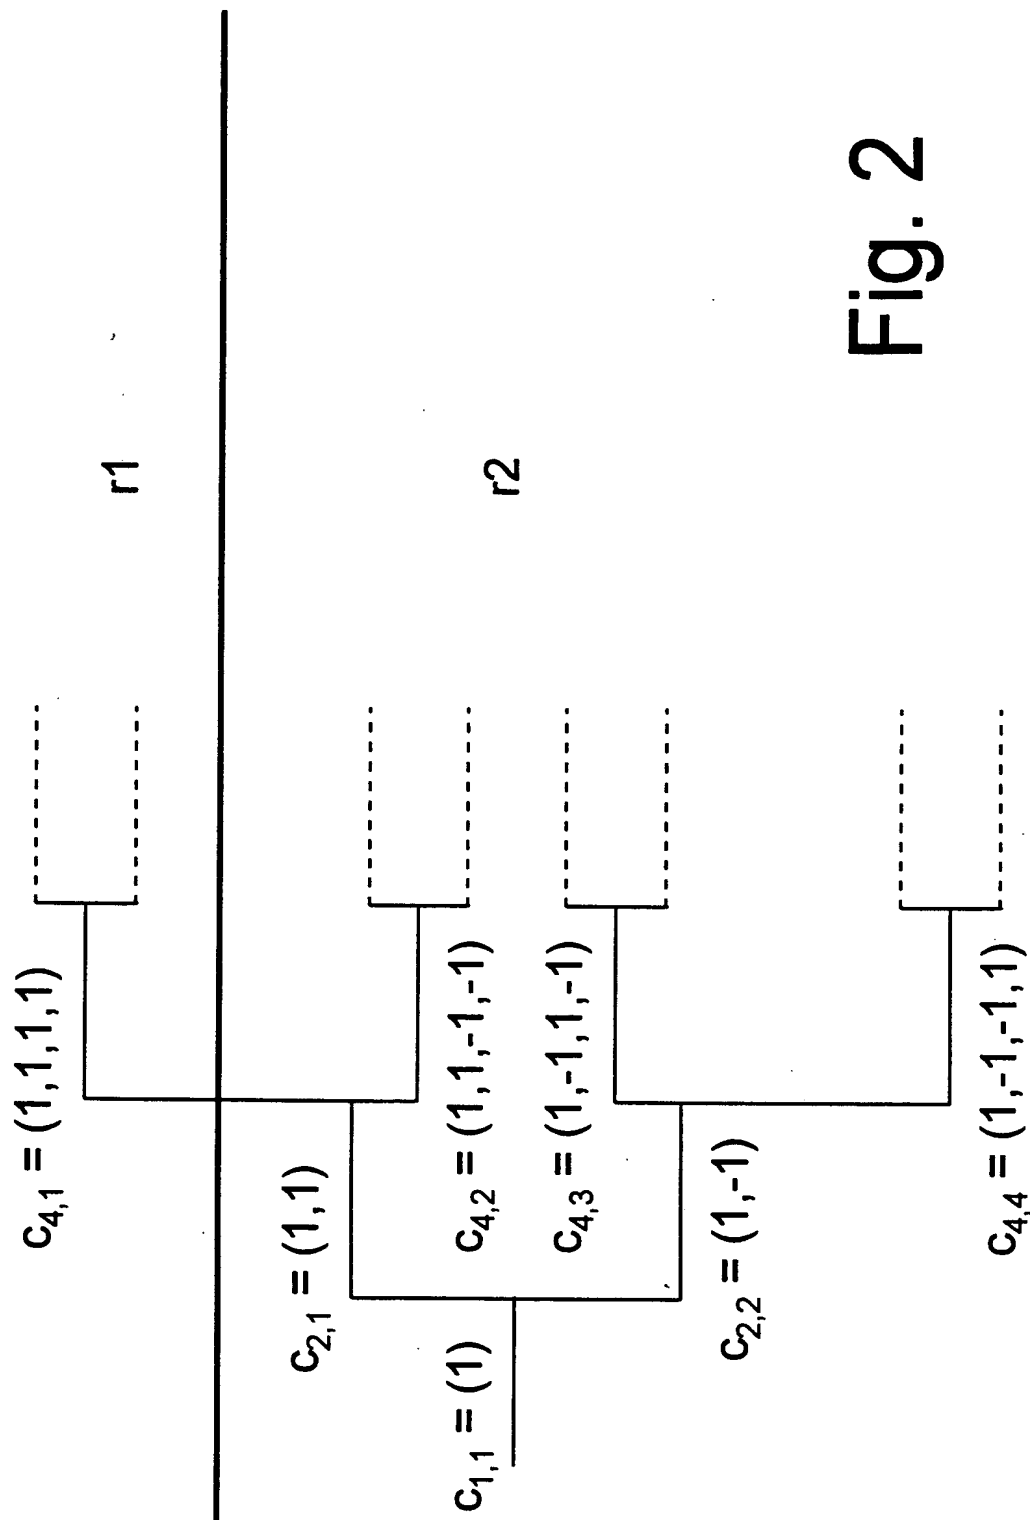 c4,1 = (1,1,1,1)
r1
c2,1 = (1,1)
c1,1 = (1)
c4,2 = (1,1,-1,-1)
r2
c4,3 = (1,-1,1,-1)
c2,2 = (1,-1)
c4,4 = (1,-1,-1,1)
Fig. 2